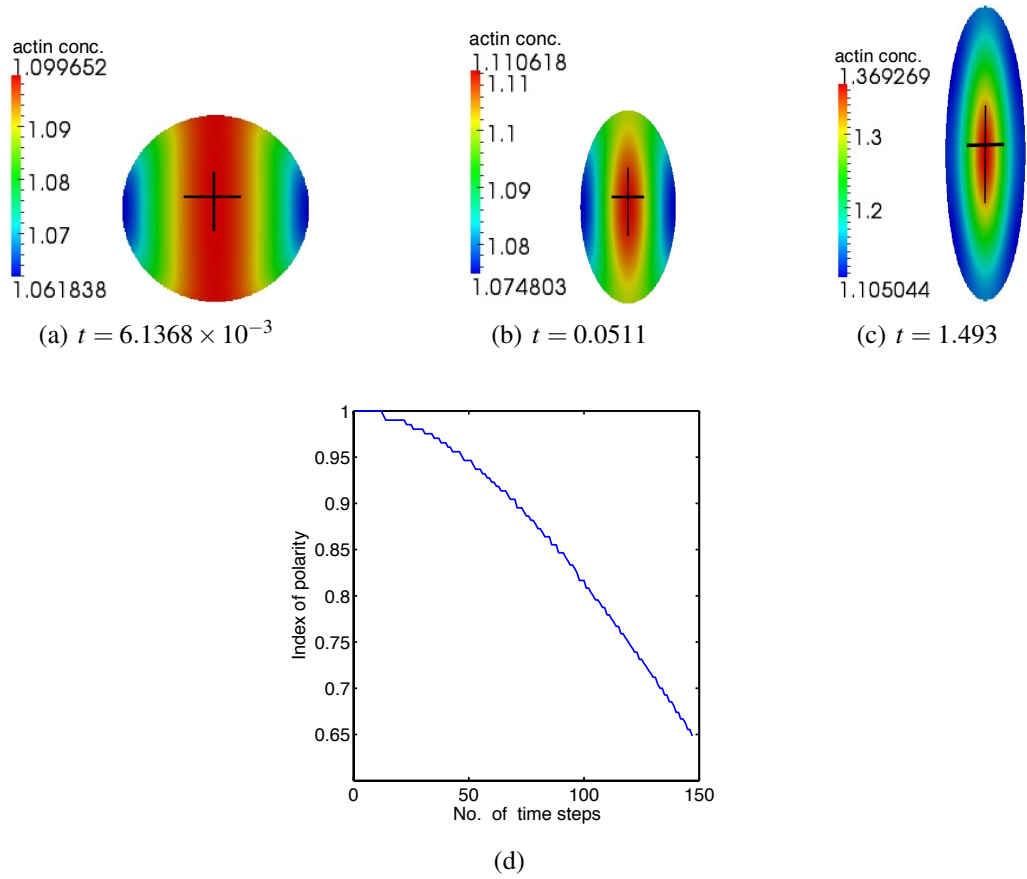 actin conc.
1.099652
1.09
1.08
1.07
1.061838
(a) t = 6.1368 × 10⁻³
actin conc.
1.110618
1.11
1.1
1.09
1.08
1.074803
(b) t = 0.0511
actin conc.
1.369269
1.3
1.2
1.105044
(c) t = 1.493
1
0.95
0.9
0.85
0.8
0.75
0.7
0.65
Index of polarity
0 50 100 150
No. of time steps
(d)